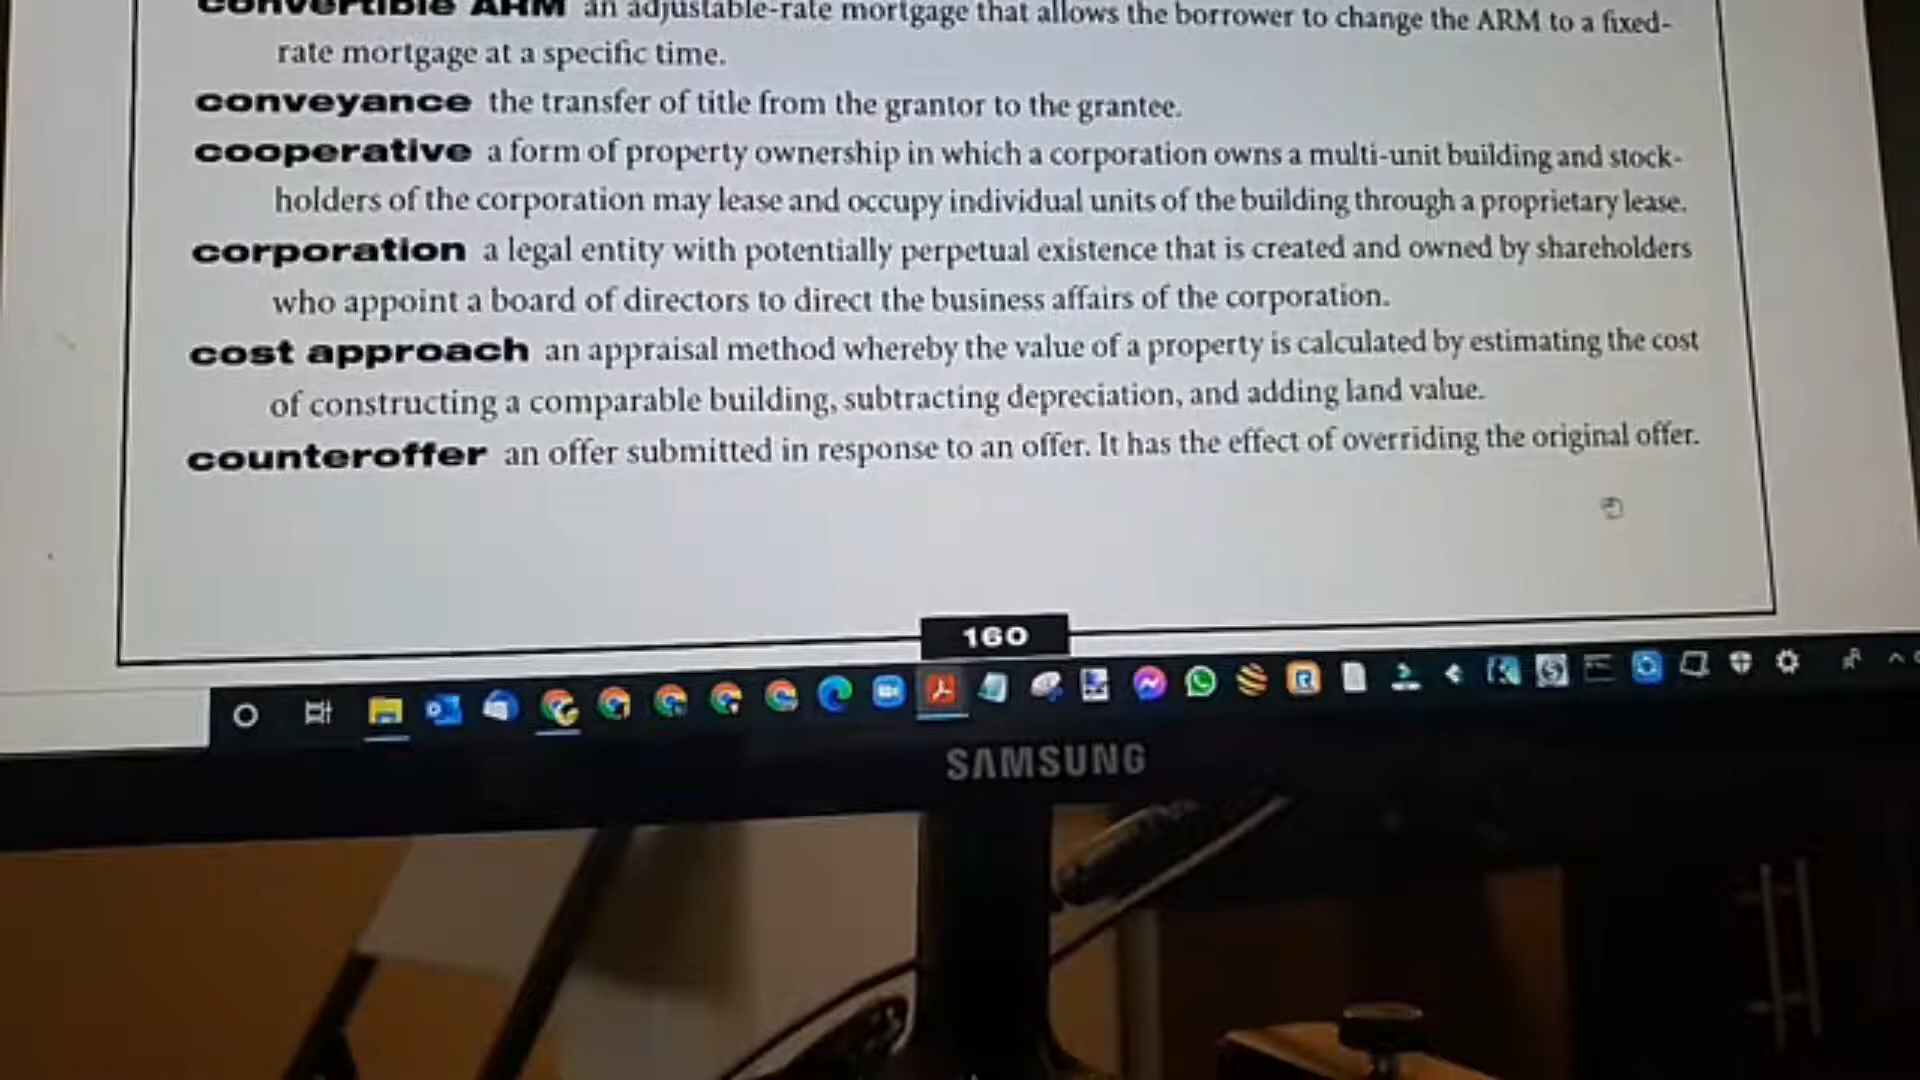 convertible ARM an adjustable-rate mortgage that allows the borrower to change the ARM to a fixed-
rate mortgage at a specific time.
conveyance the transfer of title from the grantor to the grantee.
cooperative a form of property ownership in which a corporation owns a multi-unit building and stock-
holders of the corporation may lease and occupy individual units of the building through a proprietary lease.
corporation a legal entity with potentially perpetual existence that is created and owned by shareholders
who appoint a board of directors to direct the business affairs of the corporation.
cost approach an appraisal method whereby the value of a property is calculated by estimating the cost
of constructing a comparable building, subtracting depreciation, and adding land value.
counteroffer an offer submitted in response to an offer. It has the effect of overriding the original offer.
160
SAMSUNG